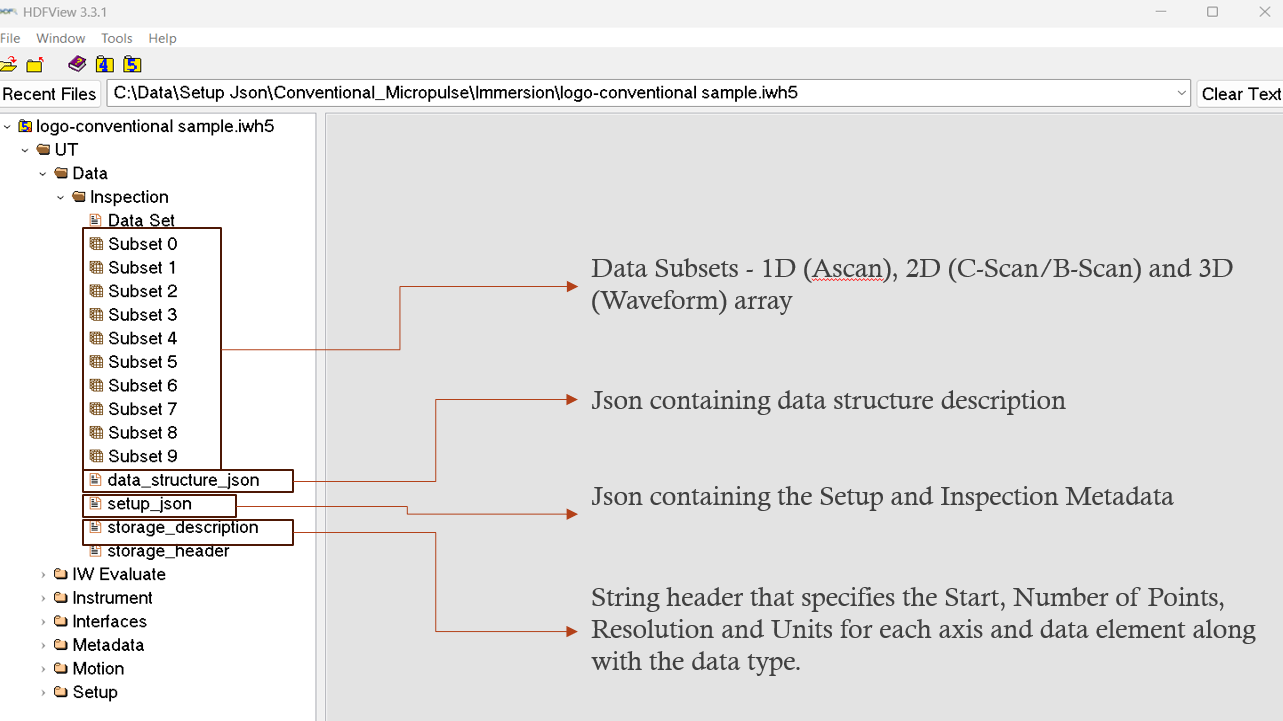 HDFView 3.3.1
File Window Tools Help
Recent Files
C:\Data\Setup Json\Conventional_Micropulse\Immersion\logo-conventional sample.iwh5
Clear Text
logo-conventional sample.iwh5
UT
Data
Inspection
Data Set
Subset 0
Subset 1
Subset 2
Subset 3
Subset 4
Subset 5
Subset 6
Subset 7
Subset 8
Subset 9
data_structure_json
setup_json
storage_description
storage_header
IW Evaluate
Instrument
Interfaces
Metadata
Motion
Setup
Data Subsets - 1D (Ascan), 2D (C-Scan/B-Scan) and 3D
(Waveform) array
Json containing data structure description
Json containing the Setup and Inspection Metadata
String header that specifies the Start, Number of Points,
Resolution and Units for each axis and data element along
with the data type.